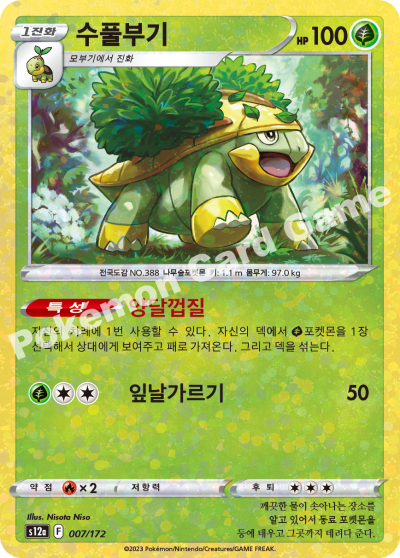 1진화
수풀부기
HP 100
모부기에서 진화
전국도감 NO.388 나무숲포켓몬 키: 1.1 m 몸무게: 97.0 kg
특성 양달껍질
자신의 차례에 1번 사용할 수 있다. 자신의 덱에서 포켓몬을 1장
선택해서 상대에게 보여주고 패로 가져온다. 그리고 덱을 섞는다.
잎날가르기 50
약점 ×2 저항력 후퇴
Illus. Nisota Niso
s12a F 007/172
깨끗한 물이 솟아나는 장소를
알고 있어서 동료 포켓몬을
등에 태우고 그곳까지 데려다 준다.
©2023 Pokémon/Nintendo/Creatures/GAME FREAK.
Pokémon Card Game